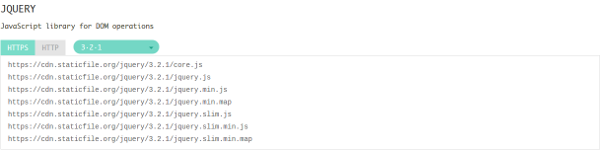 JQUERY
JavaScript library for DOM operations
HTTPS HTTP 3-2-1
https://cdn.staticfile.org/jquery/3.2.1/core.js
https://cdn.staticfile.org/jquery/3.2.1/jquery.js
https://cdn.staticfile.org/jquery/3.2.1/jquery.min.js
https://cdn.staticfile.org/jquery/3.2.1/jquery.min.map
https://cdn.staticfile.org/jquery/3.2.1/jquery.slim.js
https://cdn.staticfile.org/jquery/3.2.1/jquery.slim.min.js
https://cdn.staticfile.org/jquery/3.2.1/jquery.slim.min.map